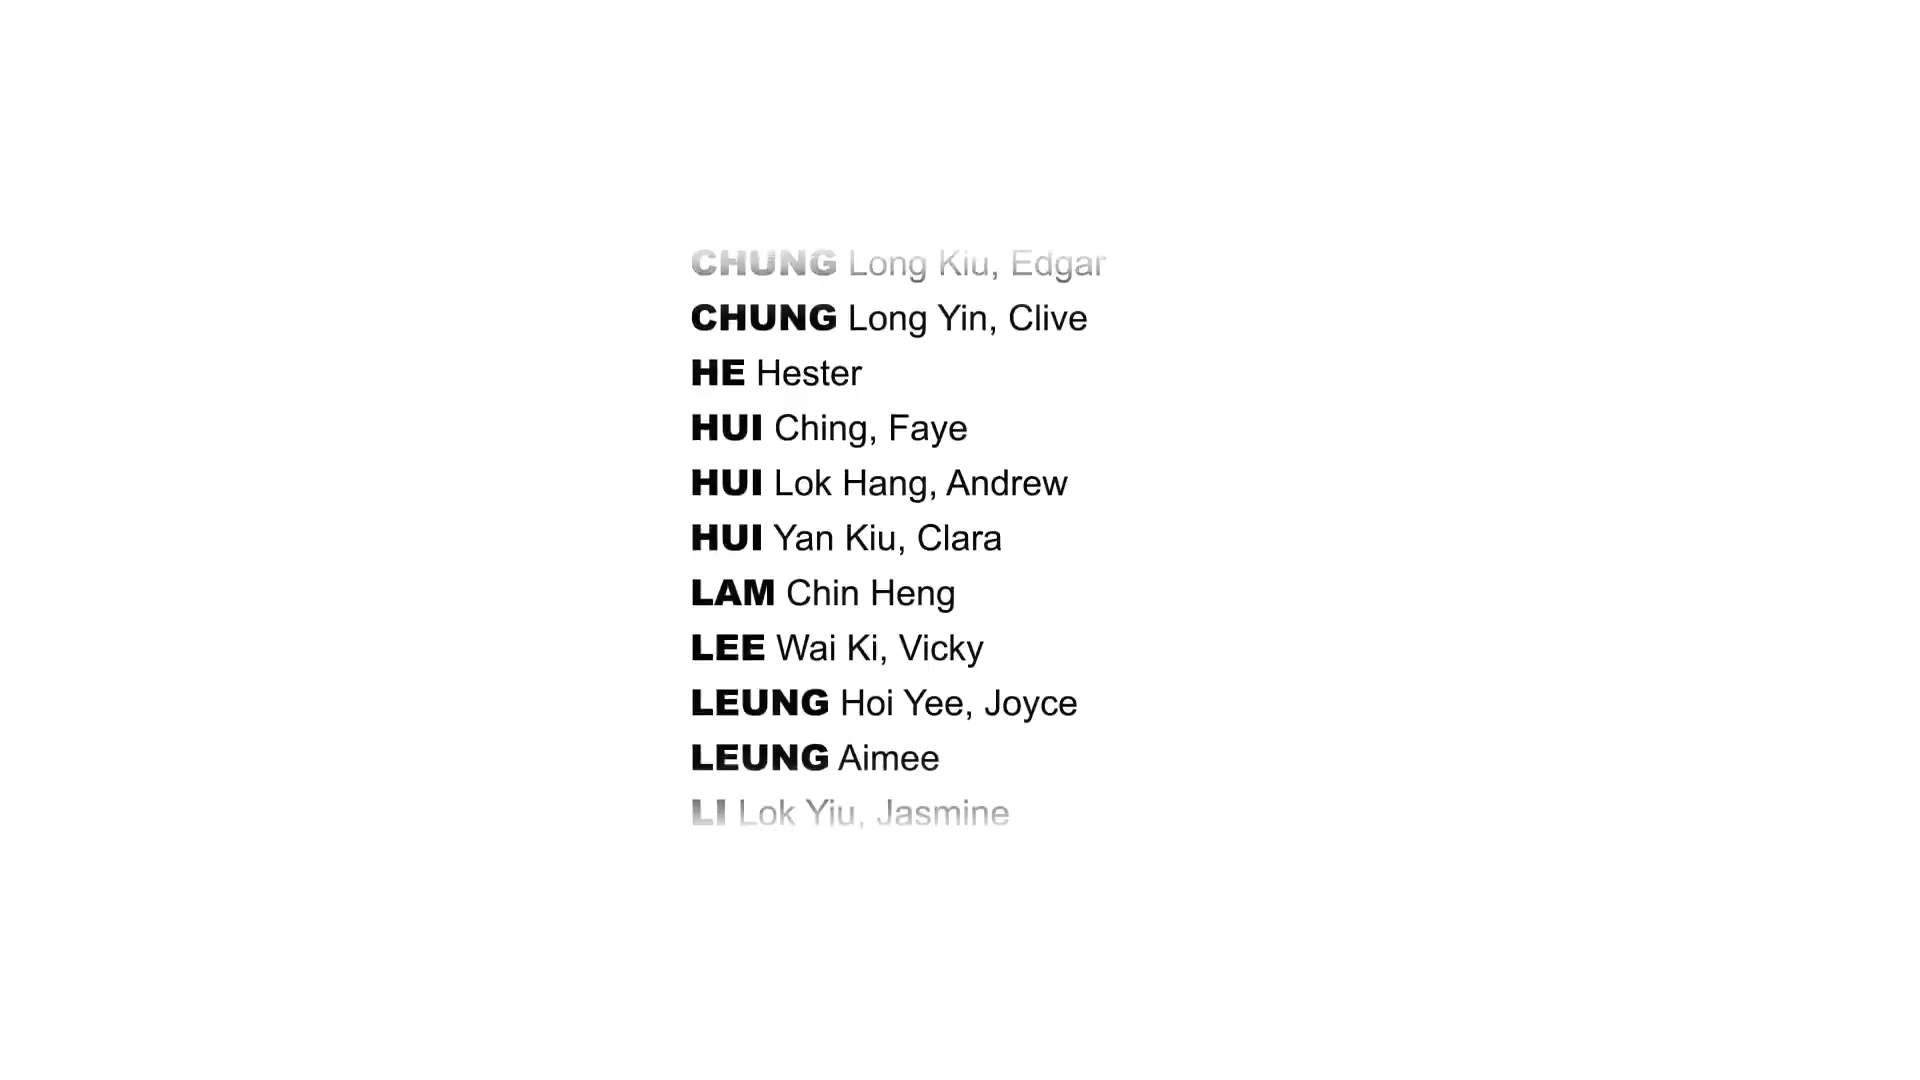 CHUNG Long Kiu, Edgar
CHUNG Long Yin, Clive
HE Hester
HUI Ching, Faye
HUI Lok Hang, Andrew
HUI Yan Kiu, Clara
LAM Chin Heng
LEE Wai Ki, Vicky
LEUNG Hoi Yee, Joyce
LEUNG Aimee
LI Lok Yiu, Jasmine